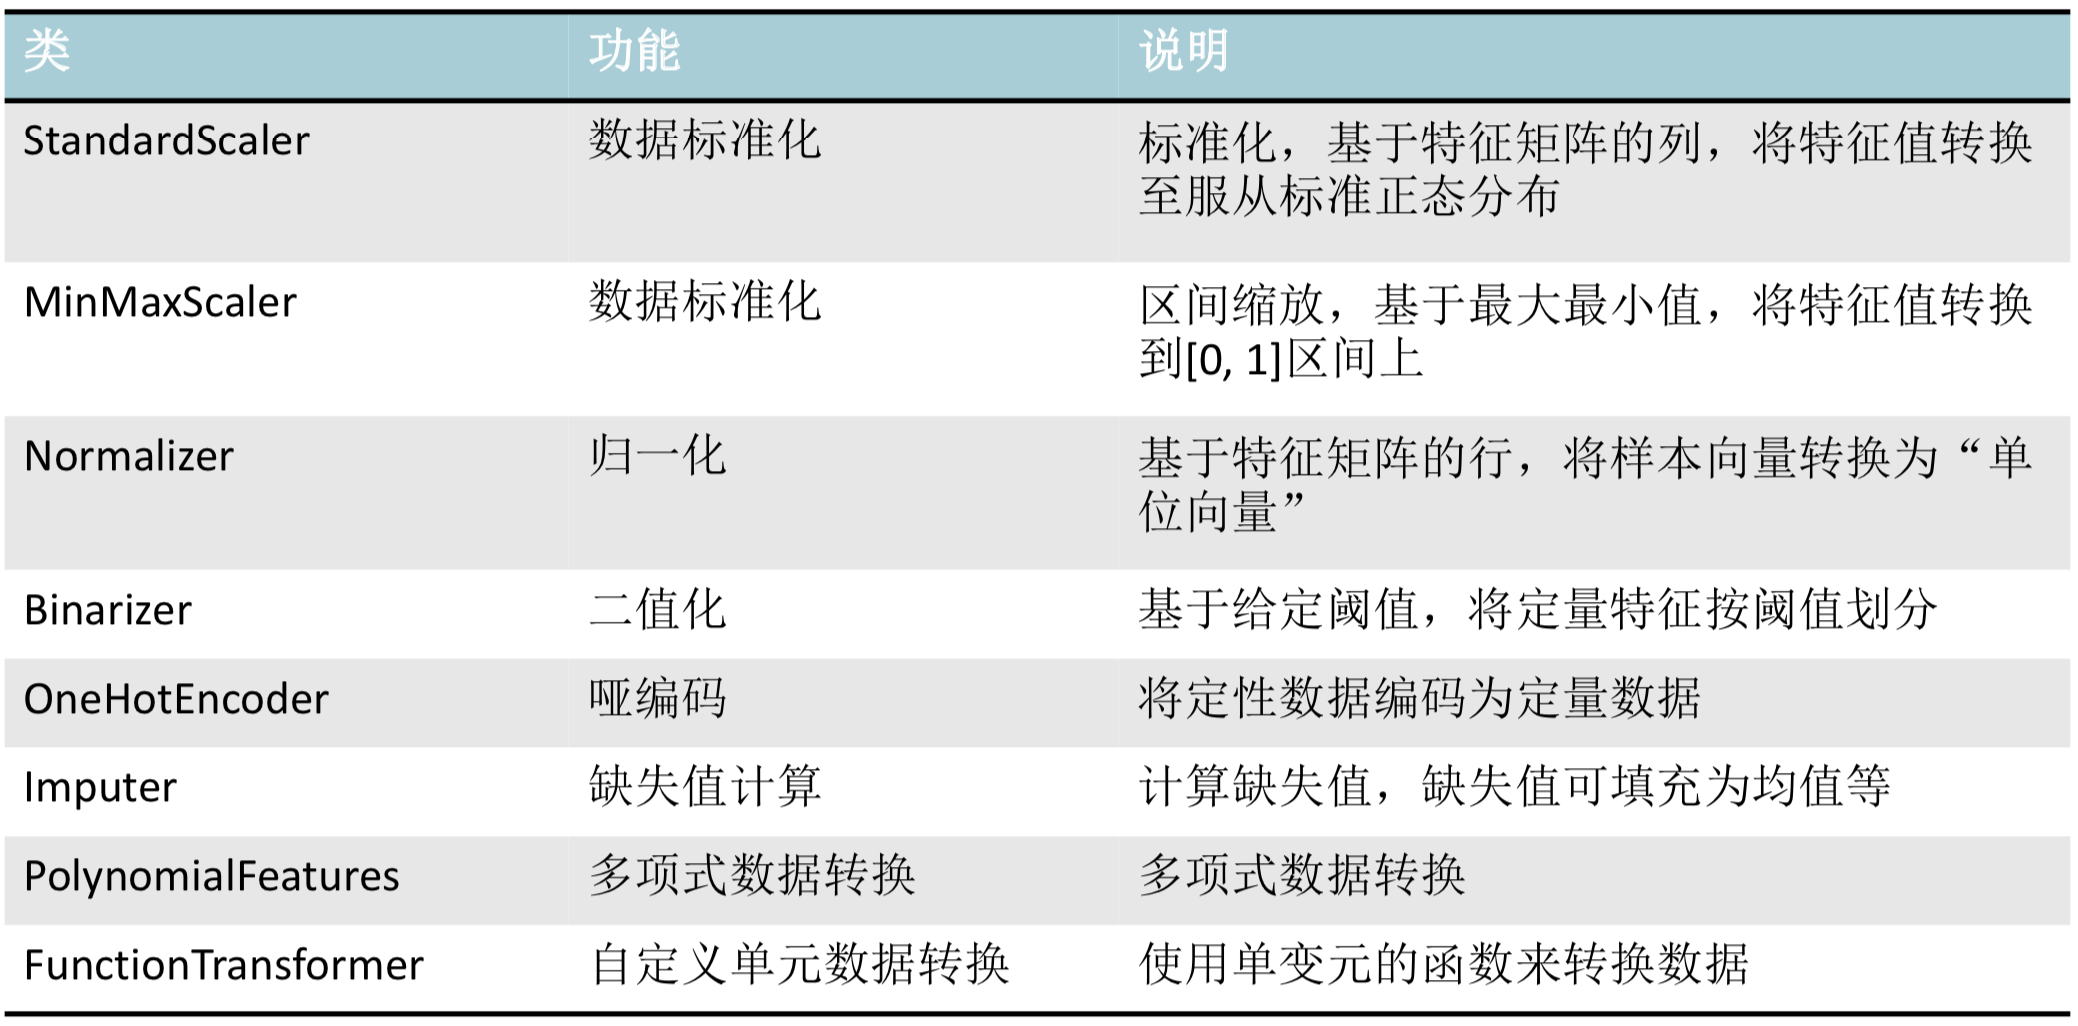 类 功能 说明
StandardScaler 数据标准化 标准化，基于特征矩阵的列，将特征值转换
至服从标准正态分布
MinMaxScaler 数据标准化 区间缩放，基于最大最小值，将特征值转换
到[0, 1]区间上
Normalizer 归一化 基于特征矩阵的行，将样本向量转换为“单
位向量”
Binarizer 二值化 基于给定阈值，将定量特征按阈值划分
OneHotEncoder 哑编码 将定性数据编码为定量数据
Imputer 缺失值计算 计算缺失值，缺失值可填充为均值等
PolynomialFeatures 多项式数据转换 多项式数据转换
FunctionTransformer 自定义单元数据转换 使用单变元的函数来转换数据